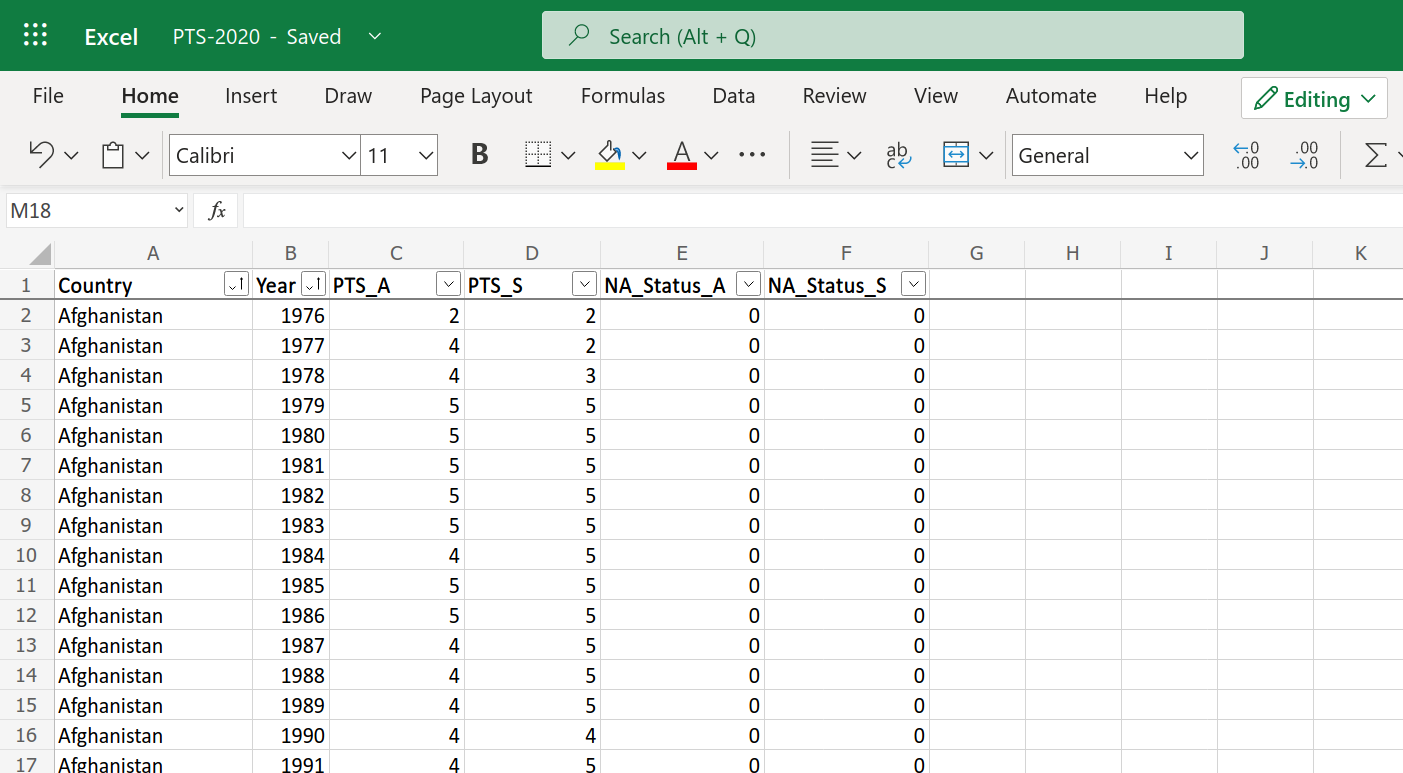 Excel PTS-2020 - Saved Search (Alt + Q)
File Home Insert Draw Page Layout Formulas Data Review View Automate Help Editing
Calibri 11 B A ... ab c General .0 .00 .00 .0 Σ
M18 fx
A B C D E F G H I J K
1 Country Year PTS_A PTS_S NA_Status_A NA_Status_S
2 Afghanistan 1976 2 2 0 0
3 Afghanistan 1977 4 2 0 0
4 Afghanistan 1978 4 3 0 0
5 Afghanistan 1979 5 5 0 0
6 Afghanistan 1980 5 5 0 0
7 Afghanistan 1981 5 5 0 0
8 Afghanistan 1982 5 5 0 0
9 Afghanistan 1983 5 5 0 0
10 Afghanistan 1984 4 5 0 0
11 Afghanistan 1985 5 5 0 0
12 Afghanistan 1986 5 5 0 0
13 Afghanistan 1987 4 5 0 0
14 Afghanistan 1988 4 5 0 0
15 Afghanistan 1989 4 5 0 0
16 Afghanistan 1990 4 4 0 0
17 Afghanistan 1991 4 5 0 0